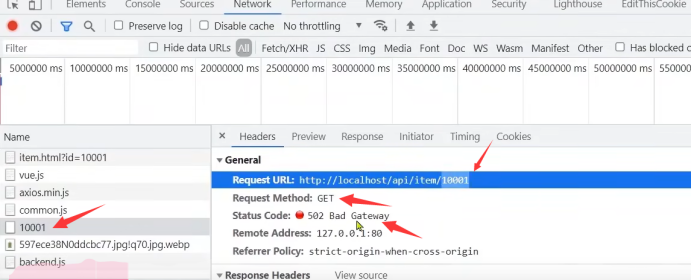 Elements Console Sources Network Performance Memory Application Security Lighthouse EditThisCookie
Preserve log Disable cache No throttling
Filter Hide data URLs All Fetch/XHR JS CSS Img Media Font Doc WS Wasm Manifest Other Has blocked
5000000 ms 10000000 ms 15000000 ms 20000000 ms 25000000 ms 30000000 ms 35000000 ms 40000000 ms 45000000 ms 50000000 ms
Name
Headers Preview Response Initiator Timing Cookies
item.html?id=10001
vue.js
axios.min.js
common.js
10001
597ece38N0ddcbc77.jpg!q70.jpg.webp
backend.js
General
Request URL: http://localhost/api/item/10001
Request Method: GET
Status Code: 502 Bad Gateway
Remote Address: 127.0.0.1:80
Referrer Policy: strict-origin-when-cross-origin
Response Headers View source